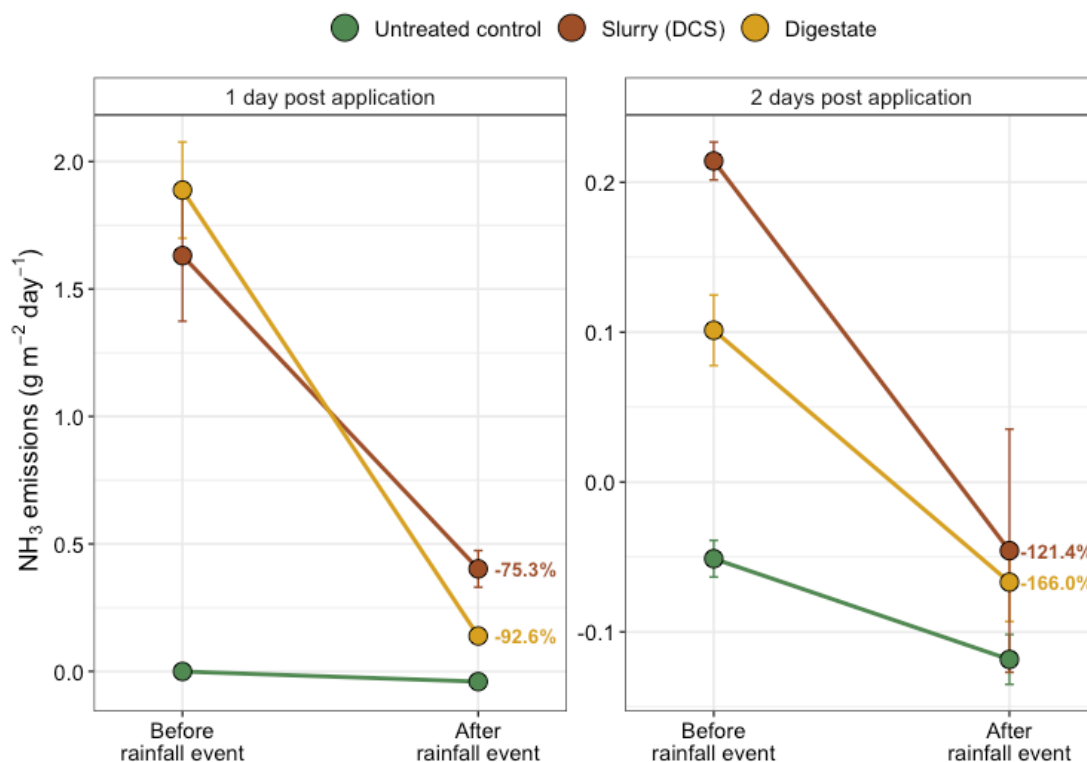 Untreated control Slurry (DCS) Digestate
1 day post application
2 days post application
NH₃ emissions (g m⁻² day⁻¹)
2.0
1.5
1.0
0.5
0.0
-75.3%
-92.6%
0.2
0.1
0.0
-0.1
-121.4%
-166.0%
Before
rainfall event
After
rainfall event
Before
rainfall event
After
rainfall event